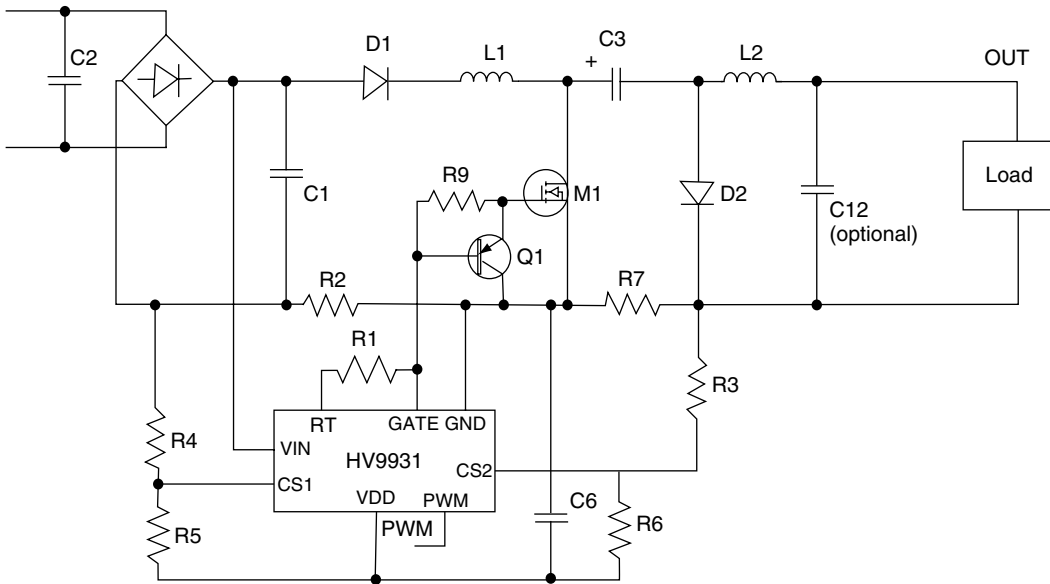 C2
D1
L1
C3
+
L2
OUT
C1
R9
M1
Q1
D2
C12
(optional)
Load
R2
R7
R1
R3
RT
GATE
GND
R4
VIN
HV9931
CS1
CS2
VDD
PWM
PWM
C6
R5
R6